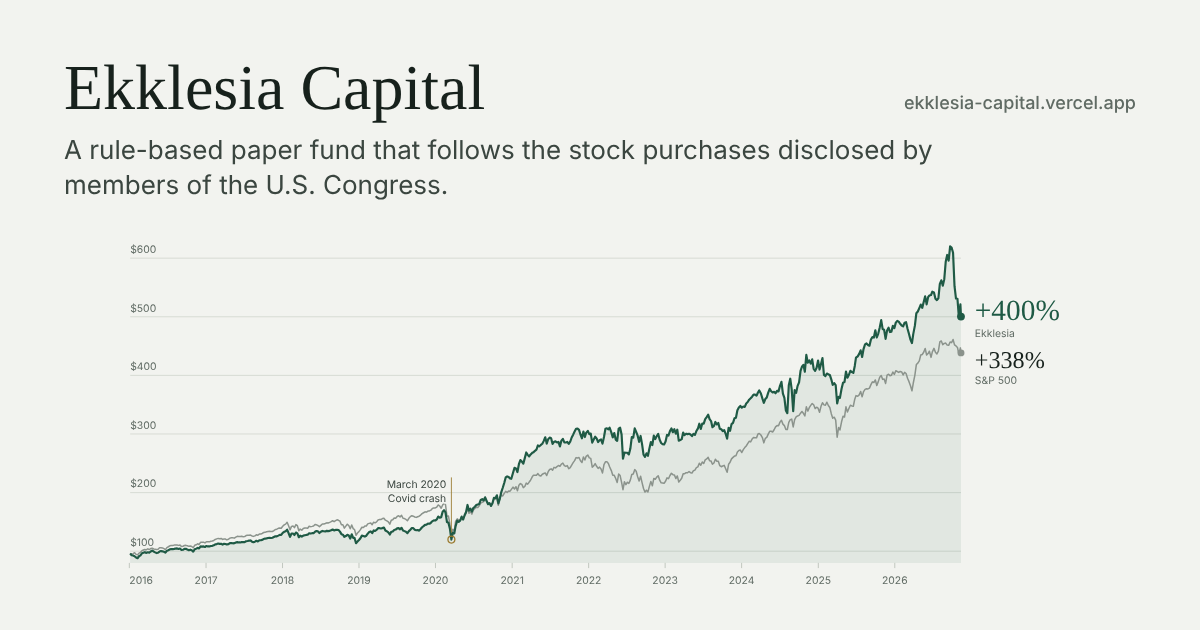 Ekklesia Capital
ekklesia-capital.vercel.app
A rule-based paper fund that follows the stock purchases disclosed by
members of the U.S. Congress.
$600
$500
$400
$300
$200
$100
March 2020
Covid crash
+400%
Ekklesia
+338%
S&P 500
2016 2017 2018 2019 2020 2021 2022 2023 2024 2025 2026